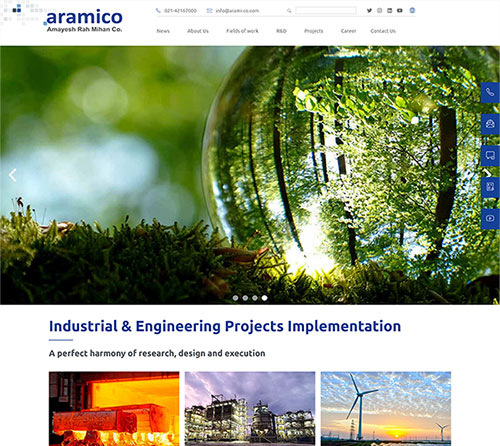 .aramico
Amayesh Rah Mihan Co.
021-42167000 info@aramico.com
News About Us Fields of work R&D Projects Career Contact Us
Industrial & Engineering Projects Implementation
A perfect harmony of research, design and execution